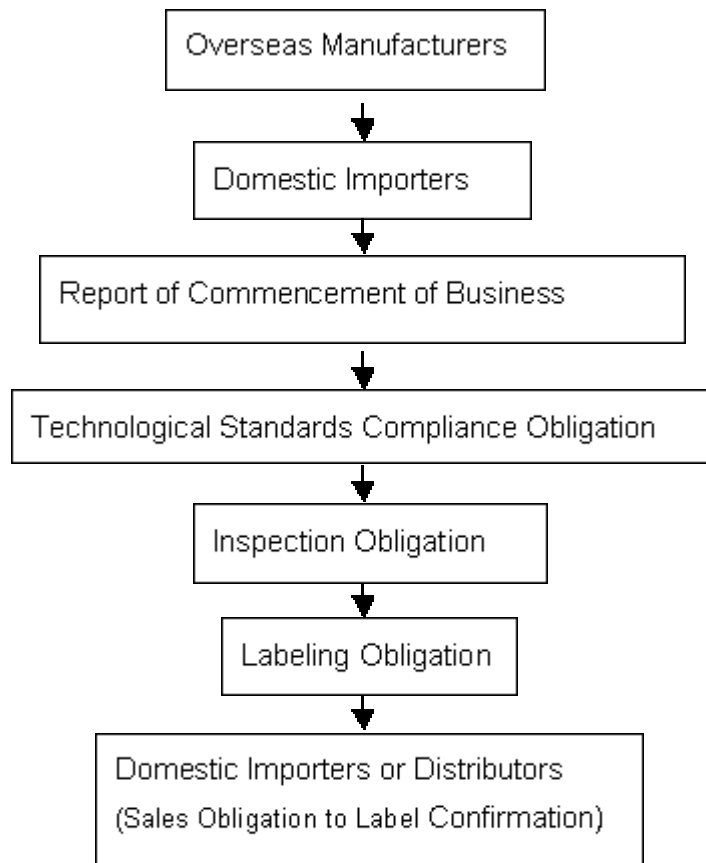 Overseas Manufacturers
Domestic Importers
Report of Commencement of Business
Technological Standards Compliance Obligation
Inspection Obligation
Labeling Obligation
Domestic Importers or Distributors
(Sales Obligation to Label Confirmation)